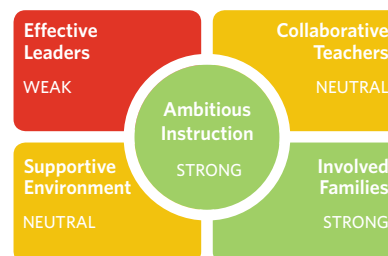 Effective
Leaders
WEAK
Collaborative
Teachers
NEUTRAL
Ambitious
Instruction
STRONG
Supportive
Environment
NEUTRAL
Involved
Families
STRONG